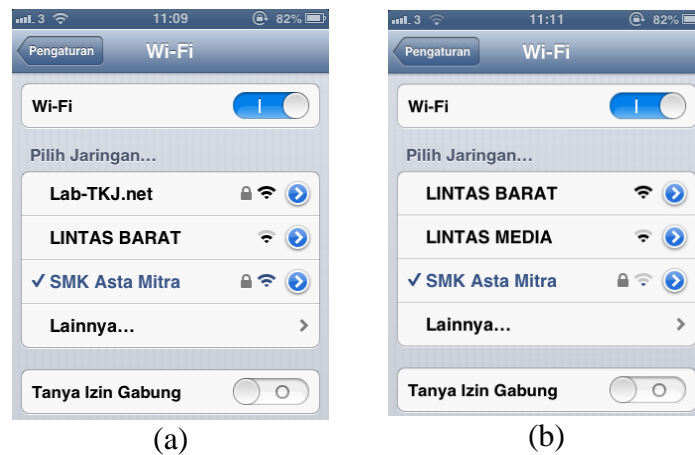 3 11:09 82%
Pengaturan Wi-Fi
Wi-Fi
Pilih Jaringan...
Lab-TKJ.net
LINTAS BARAT
✓ SMK Asta Mitra
Lainnya...
Tanya Izin Gabung
(a)
3 11:11 82%
Pengaturan Wi-Fi
Wi-Fi
Pilih Jaringan...
LINTAS BARAT
LINTAS MEDIA
✓ SMK Asta Mitra
Lainnya...
Tanya Izin Gabung
(b)